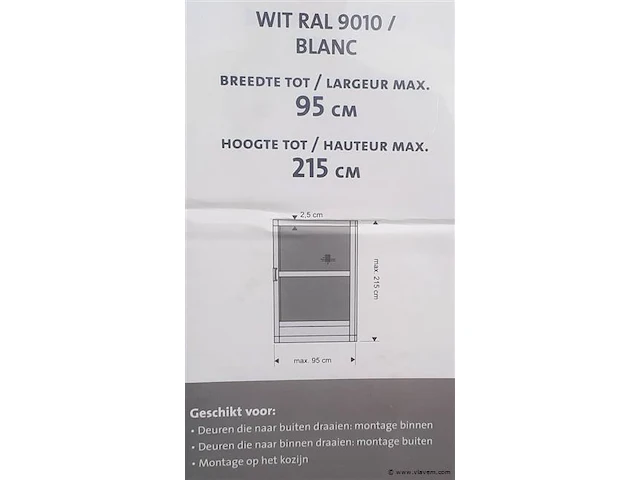 WIT RAL 9010 /
BLANC
BREEDTE TOT / LARGEUR MAX.
95 CM
HOOGTE TOT / HAUTEUR MAX.
215 CM
2,5 cm
max. 215 cm
max. 95 cm
Geschikt voor:
• Deuren die naar buiten draaien: montage binnen
• Deuren die naar binnen draaien: montage buiten
• Montage op het kozijn
© www.vlavem.com